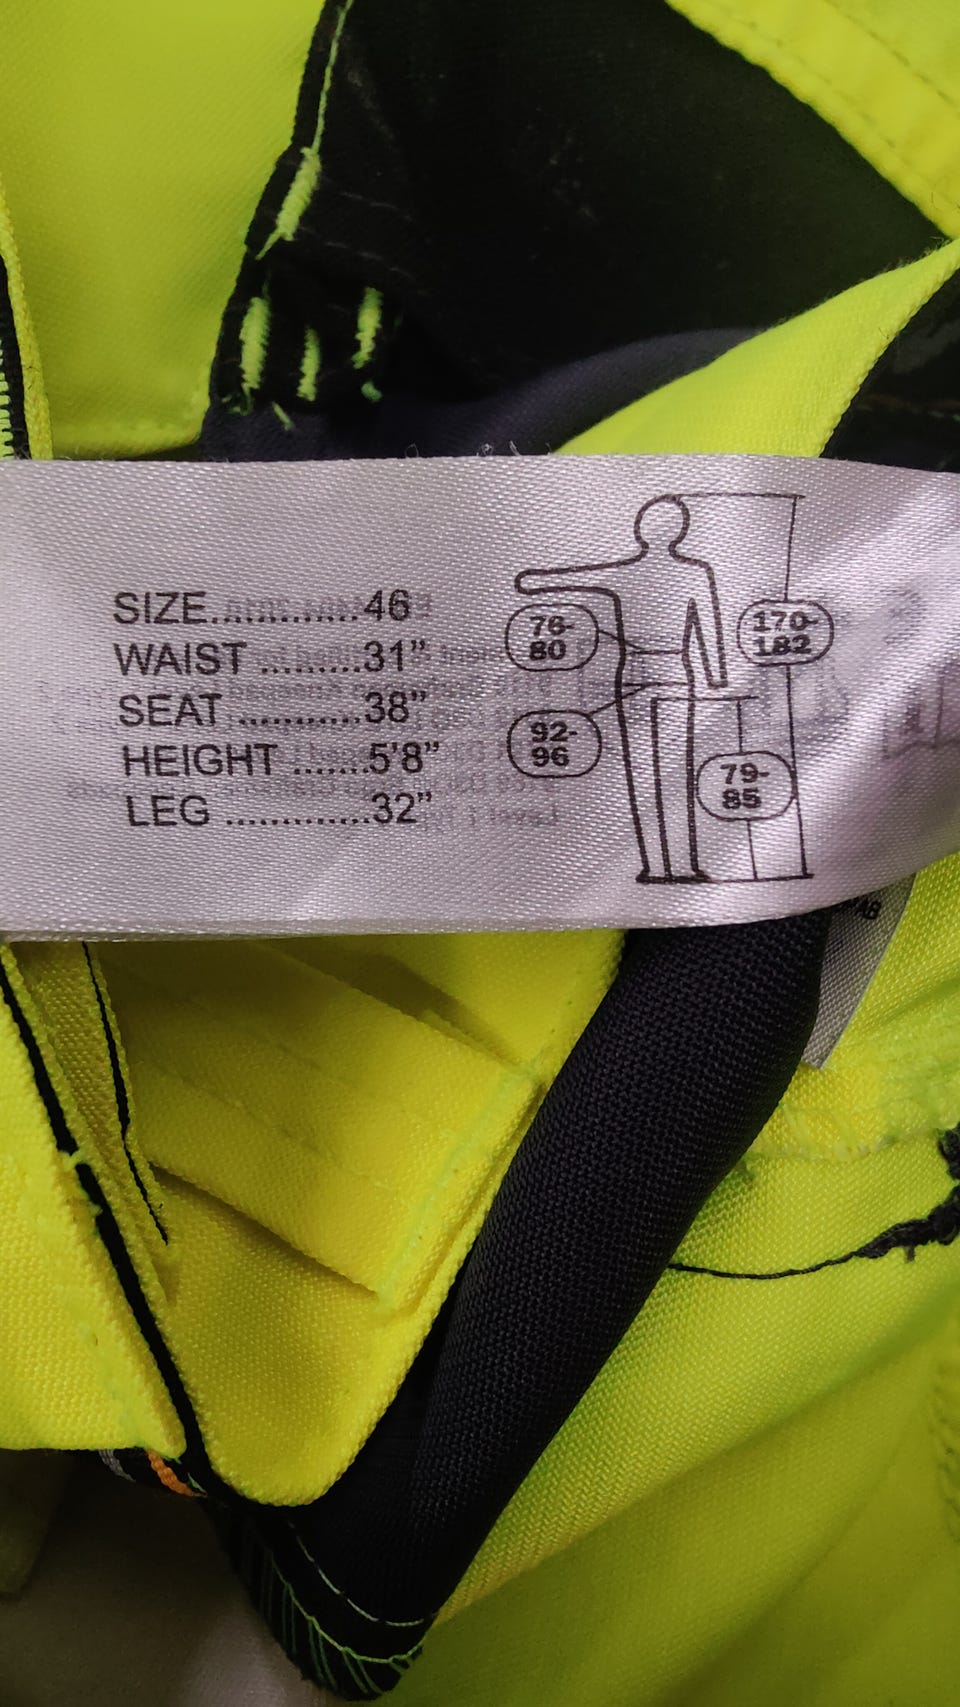 SIZE.............46
WAIST .........31”
SEAT ...........38”
HEIGHT .......5’8”
LEG .............32”
76-
80
170-
182
92-
96
79-
85